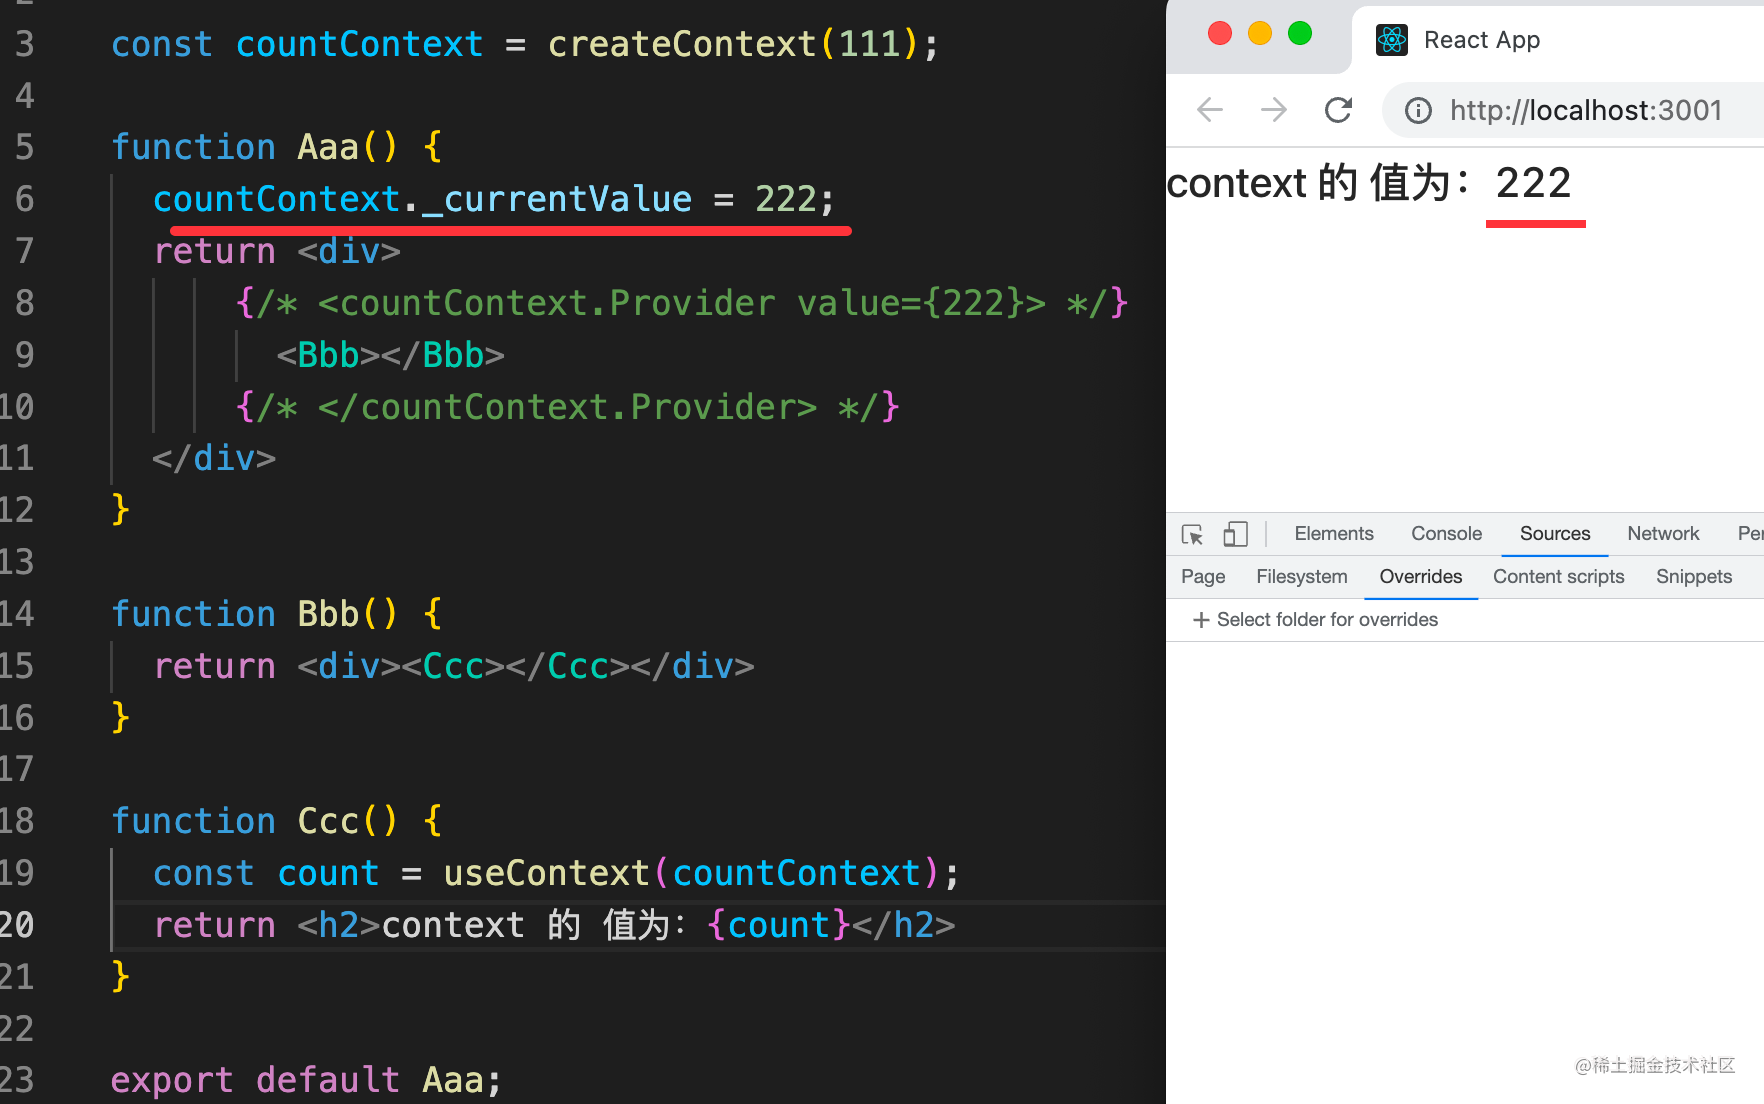 2
3 const countContext = createContext(111);
4
5 function Aaa() {
6 countContext._currentValue = 222;
7 return <div>
8 {/* <countContext.Provider value={222}> */}
9 <Bbb></Bbb>
10 {/* </countContext.Provider> */}
11 </div>
12 }
13
14 function Bbb() {
15 return <div><Ccc></Ccc></div>
16 }
17
18 function Ccc() {
19 const count = useContext(countContext);
20 return <h2>context 的 值为：{count}</h2>
21 }
22
23 export default Aaa;
React App
http://localhost:3001
context 的 值为：222
Elements Console Sources Network Per
Page Filesystem Overrides Content scripts Snippets
+ Select folder for overrides
@稀土掘金技术社区